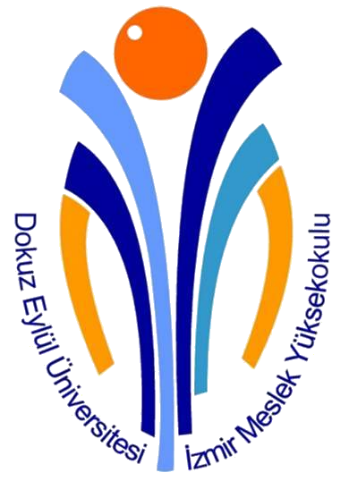 Dokuz Eylül Üniversitesi
İzmir Meslek Yüksekokulu